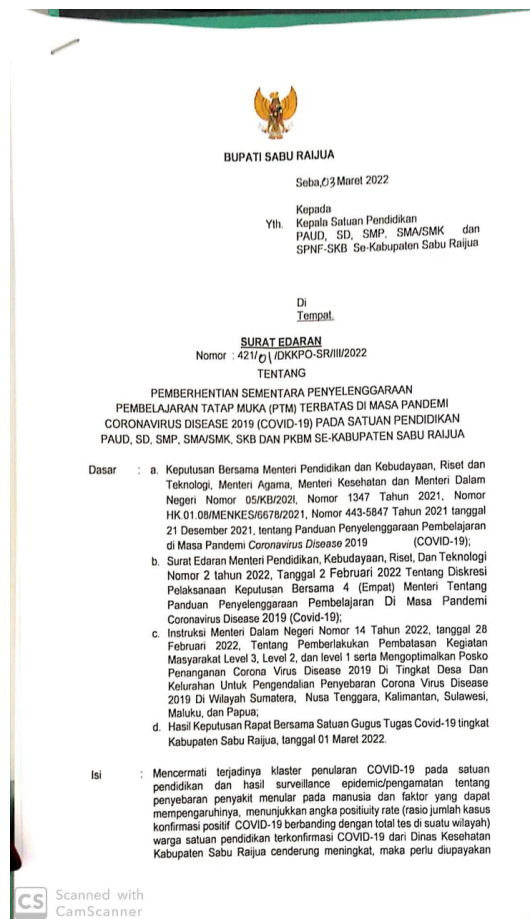 BUPATI SABU RAIJUA
Seba,03 Maret 2022
Kepada
Yth. Kepala Satuan Pendidikan
PAUD, SD, SMP, SMA/SMK dan
SPNF-SKB Se-Kabupaten Sabu Raijua
Di
Tempat.
SURAT EDARAN
Nomor : 421/01/DKKPO-SR/III/2022
TENTANG
PEMBERHENTIAN SEMENTARA PENYELENGGARAAN
PEMBELAJARAN TATAP MUKA (PTM) TERBATAS DI MASA PANDEMI
CORONAVIRUS DISEASE 2019 (COVID-19) PADA SATUAN PENDIDIKAN
PAUD, SD, SMP, SMA/SMK, SKB DAN PKBM SE-KABUPATEN SABU RAIJUA
Dasar : a. Keputusan Bersama Menteri Pendidikan dan Kebudayaan, Riset dan
Teknologi, Menteri Agama, Menteri Kesehatan dan Menteri Dalam
Negeri Nomor 05/KB/202l, Nomor 1347 Tahun 2021, Nomor
HK.01.08/MENKES/6678/2021, Nomor 443-5847 Tahun 2021 tanggal
21 Desember 2021, tentang Panduan Penyelenggaraan Pembelajaran
di Masa Pandemi Coronavirus Disease 2019 (COVID-19);
b. Surat Edaran Menteri Pendidikan, Kebudayaan, Riset, Dan Teknologi
Nomor 2 tahun 2022, Tanggal 2 Februari 2022 Tentang Diskresi
Pelaksanaan Keputusan Bersama 4 (Empat) Menteri Tentang
Panduan Penyelenggaraan Pembelajaran Di Masa Pandemi
Coronavirus Disease 2019 (Covid-19);
c. Instruksi Menteri Dalam Negeri Nomor 14 Tahun 2022, tanggal 28
Februari 2022, Tentang Pemberlakukan Pembatasan Kegiatan
Masyarakat Level 3, Level 2, dan level 1 serta Mengoptimalkan Posko
Penanganan Corona Virus Disease 2019 Di Tingkat Desa Dan
Kelurahan Untuk Pengendalian Penyebaran Corona Virus Disease
2019 Di Wilayah Sumatera, Nusa Tenggara, Kalimantan, Sulawesi,
Maluku, dan Papua;
d. Hasil Keputusan Rapat Bersama Satuan Gugus Tugas Covid-19 tingkat
Kabupaten Sabu Raijua, tanggal 01 Maret 2022.
Isi : Mencermati terjadinya klaster penularan COVID-19 pada satuan
pendidikan dan hasil surveillance epidemic/pengamatan tentang
penyebaran penyakit menular pada manusia dan faktor yang dapat
mempengaruhinya, menunjukkan angka positiuity rate (rasio jumlah kasus
konfirmasi positif COVID-19 berbanding dengan total tes di suatu wilayah)
warga satuan pendidikan terkonfirmasi COVID-19 dari Dinas Kesehatan
Kabupaten Sabu Raijua cenderung meningkat, maka perlu diupayakan
CS Scanned with
CamScanner